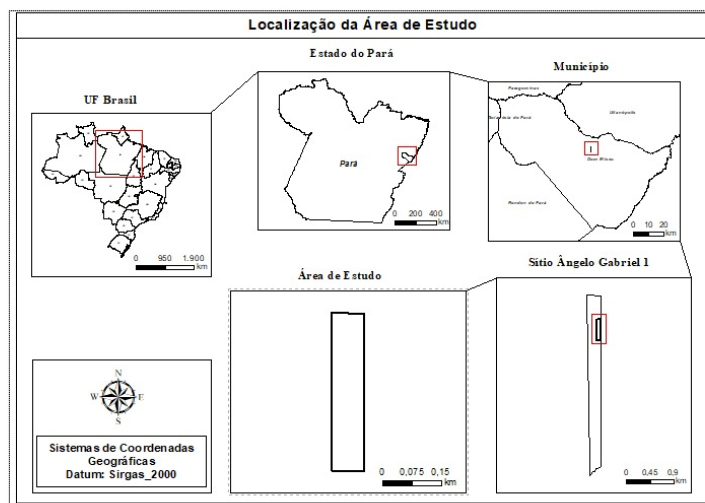 Localização da Área de Estudo
Estado do Pará
UF Brasil
Município
Paragominas
Ulianópolis
Dom Eliseu
Rondon do Pará
Pará
0 200 400
km
0 10 20
km
0 950 1.900
km
Área de Estudo
Sítio Ângelo Gabriel 1
N
W E
S
Sistemas de Coordenadas
Geográficas
Datum: Sirgas_2000
0 0,075 0,15
km
0 0,45 0,9
km